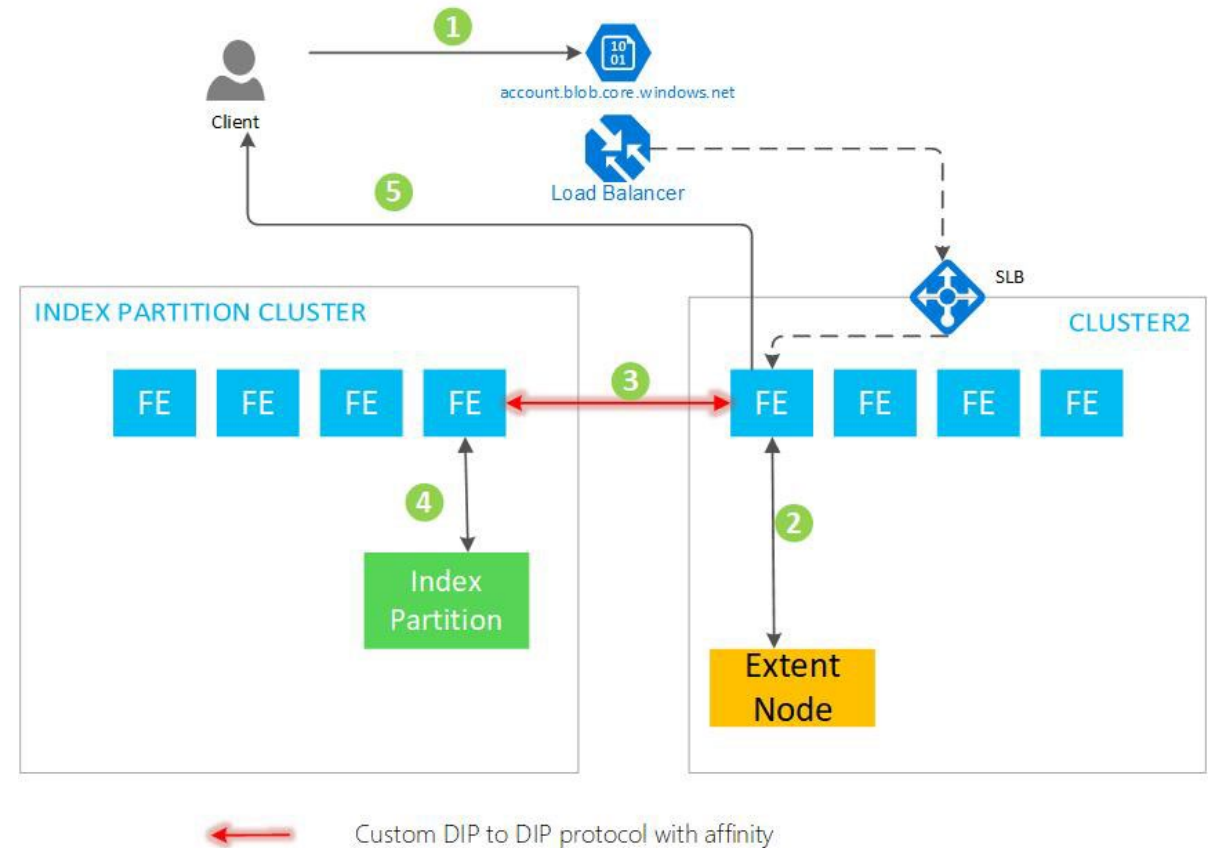 1
10
01
account.blob.core.windows.net
Client
Load Balancer
5
SLB
INDEX PARTITION CLUSTER
CLUSTER2
3
FE FE FE FE
FE FE FE FE
4
2
Index
Partition
Extent
Node
Custom DIP to DIP protocol with affinity